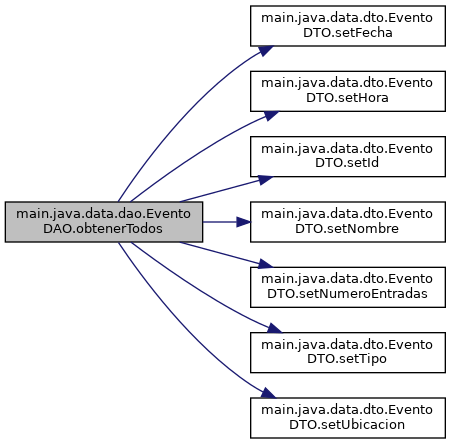 main.java.data.dao.Evento
DAO.obtenerTodos
main.java.data.dto.Evento
DTO.setFecha
main.java.data.dto.Evento
DTO.setHora
main.java.data.dto.Evento
DTO.setId
main.java.data.dto.Evento
DTO.setNombre
main.java.data.dto.Evento
DTO.setNumeroEntradas
main.java.data.dto.Evento
DTO.setTipo
main.java.data.dto.Evento
DTO.setUbicacion